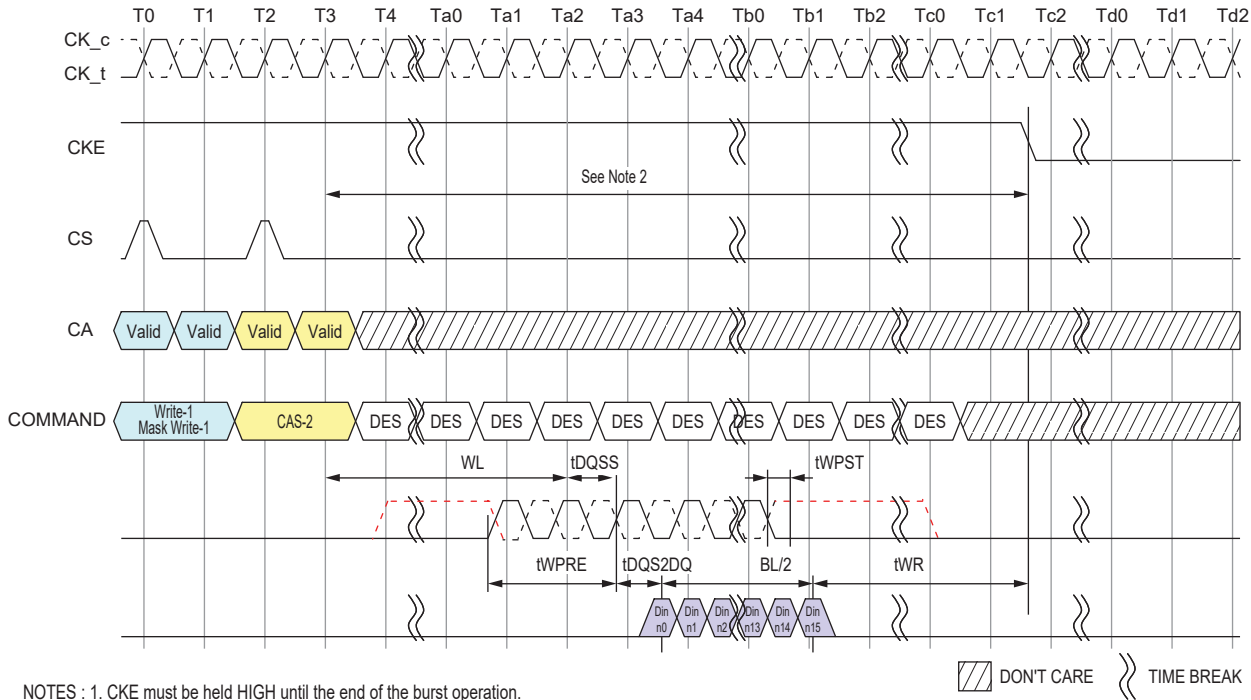 T0 T1 T2 T3 T4 Ta0 Ta1 Ta2 Ta3 Ta4 Tb0 Tb1 Tb2 Tc0 Tc1 Tc2 Td0 Td1 Td2
CK_c
CK_t
CKE
See Note 2
CS
CA Valid Valid Valid Valid
COMMAND Write-1 Mask Write-1 CAS-2 DES DES DES DES DES DES DES DES DES DES
WL tDQSS tWPST
tWPRE tDQS2DQ BL/2 tWR
Din n0 Din n1 Din n2 Din n13 Din n14 Din n15
DON'T CARE TIME BREAK
NOTES : 1. CKE must be held HIGH until the end of the burst operation.